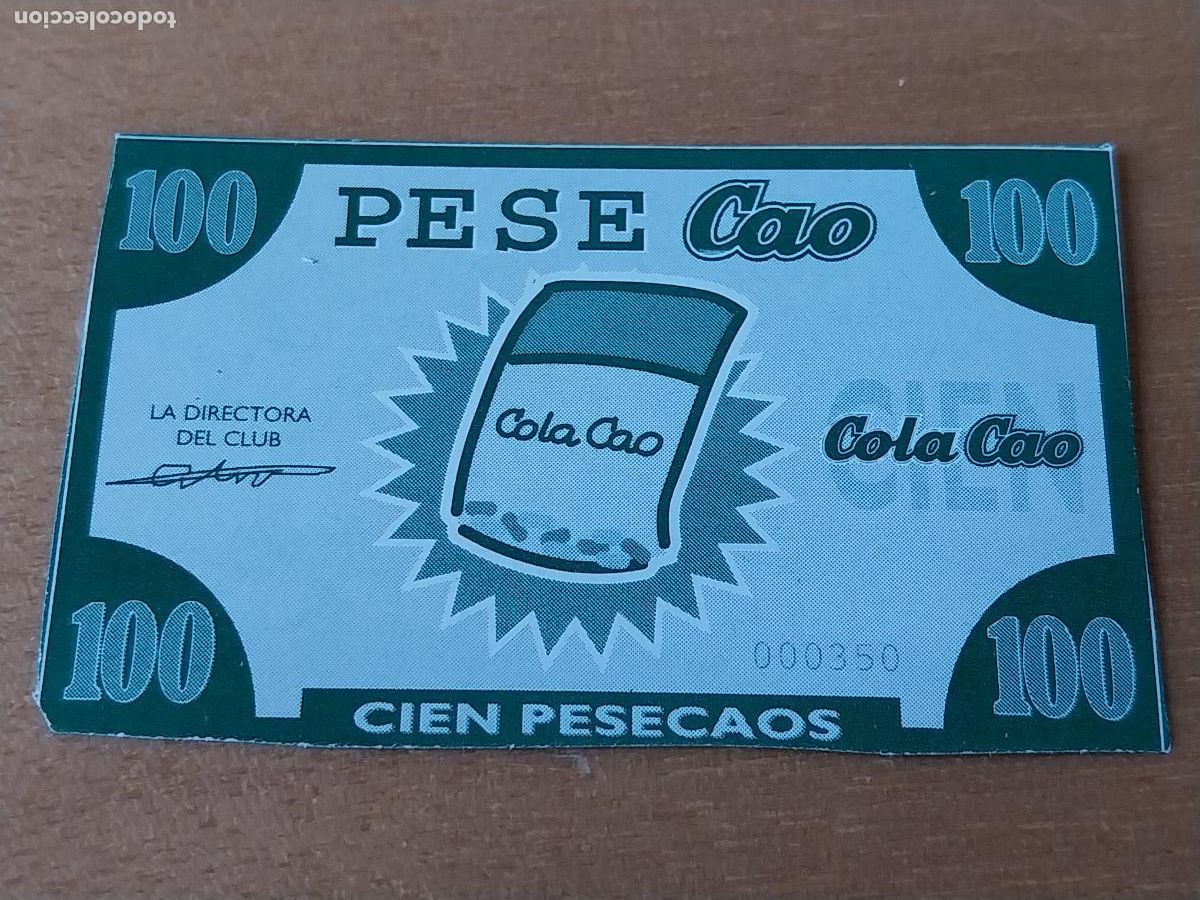 todocoleccion
100 PESE Cao 100
LA DIRECTORA
DEL CLUB
Cola Cao
CIEN
Cola Cao
000350
100 100
CIEN PESECAOS